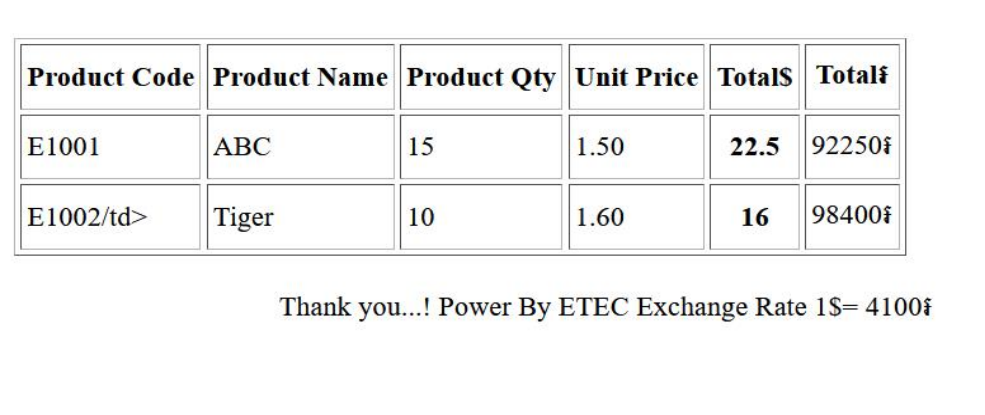 Product Code Product Name Product Qty Unit Price Total$ Total៛
E1001 ABC 15 1.50 22.5 92250៛
E1002/td> Tiger 10 1.60 16 98400៛
Thank you...! Power By ETEC Exchange Rate 1$= 4100៛